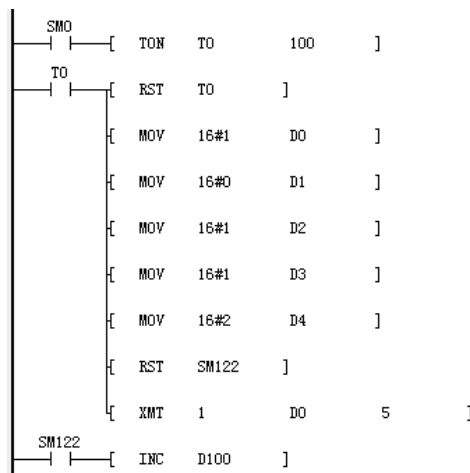 SM0
[ TON T0 100 ]
T0
[ RST T0 ]
[ MOV 16#1 D0 ]
[ MOV 16#0 D1 ]
[ MOV 16#1 D2 ]
[ MOV 16#1 D3 ]
[ MOV 16#2 D4 ]
[ RST SM122 ]
[ XMT 1 D0 5 ]
SM122
[ INC D100 ]